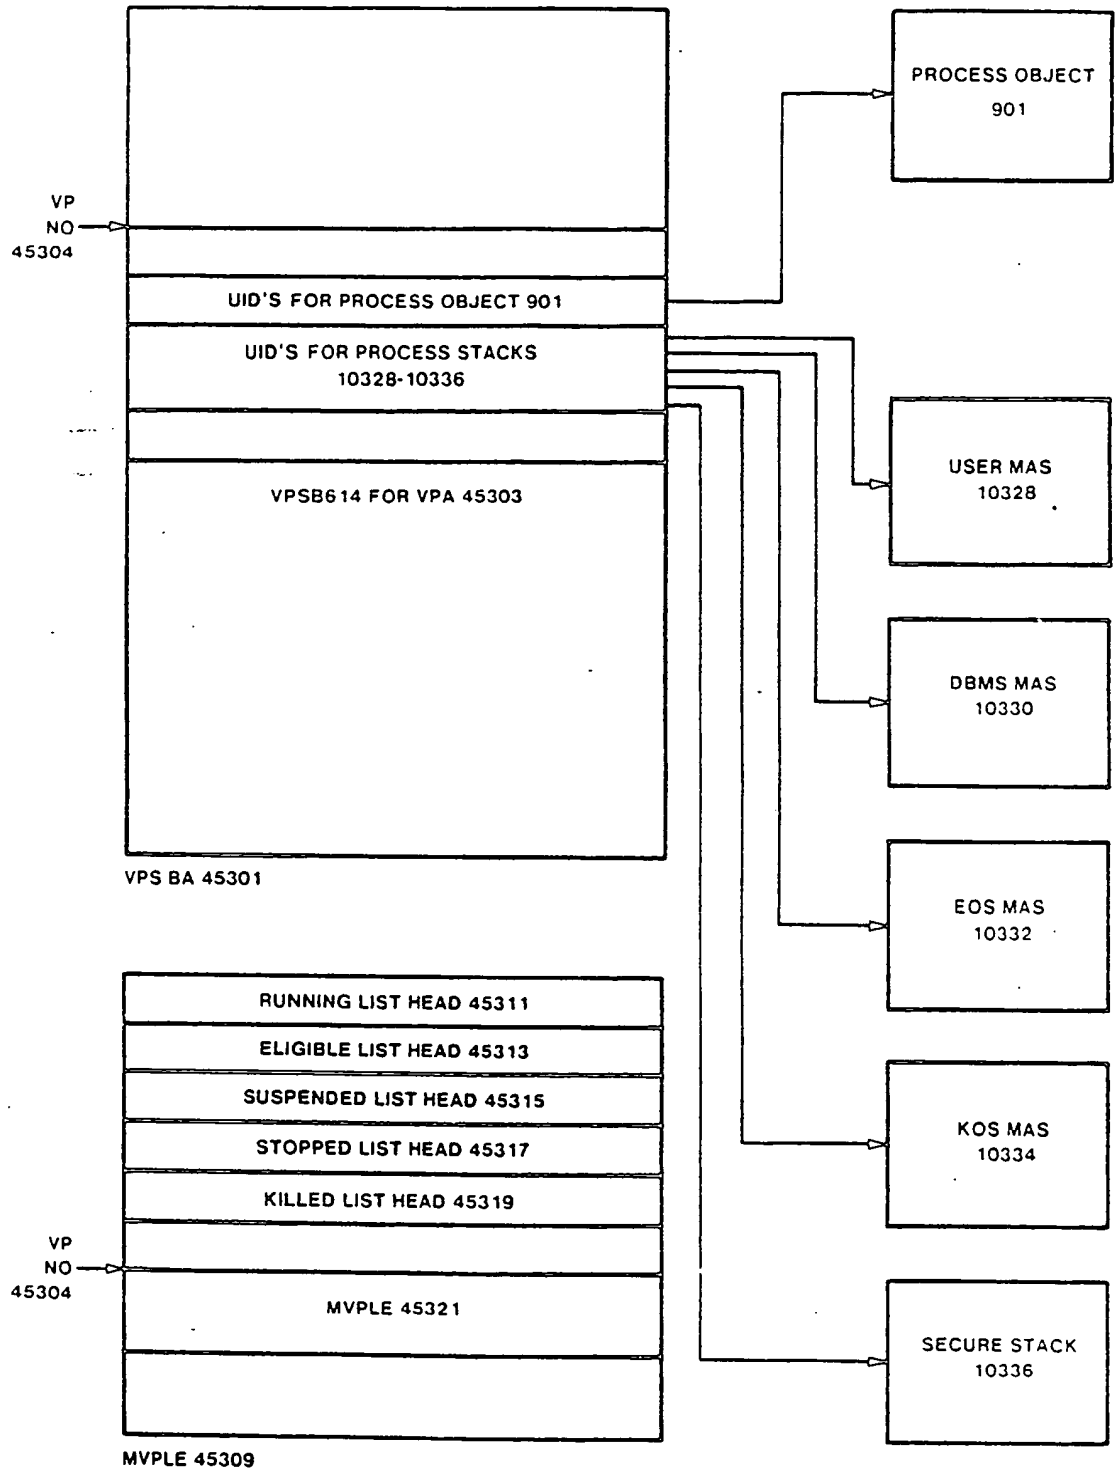 PROCESS OBJECT
901
VP
NO
45304
UID'S FOR PROCESS OBJECT 901
UID'S FOR PROCESS STACKS
10328-10336
VPSB614 FOR VPA 45303
USER MAS
10328
DBMS MAS
10330
VPS BA 45301
EOS MAS
10332
RUNNING LIST HEAD 45311
ELIGIBLE LIST HEAD 45313
SUSPENDED LIST HEAD 45315
STOPPED LIST HEAD 45317
KILLED LIST HEAD 45319
KOS MAS
10334
VP
NO
45304
MVPLE 45321
SECURE STACK
10336
MVPLE 45309